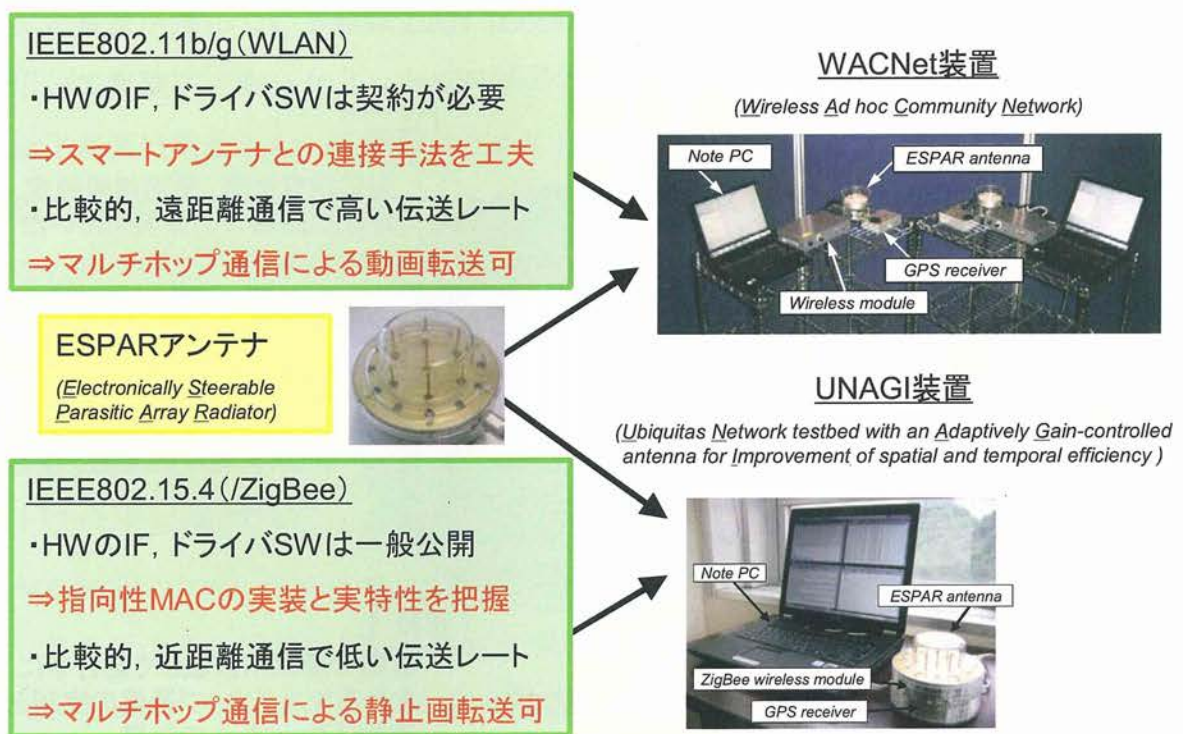 IEEE802.11b/g(WLAN)
・HWのIF, ドライバSWは契約が必要
⇒スマートアンテナとの連接手法を工夫
・比較的, 遠距離通信で高い伝送レート
⇒マルチホップ通信による動画転送可
ESPARアンテナ
(Electronically Steerable
Parasitic Array Radiator)
IEEE802.15.4(/ZigBee)
・HWのIF, ドライバSWは一般公開
⇒指向性MACの実装と実特性を把握
・比較的, 近距離通信で低い伝送レート
⇒マルチホップ通信による静止画転送可
WACNet装置
(Wireless Ad hoc Community Network)
Note PC
ESPAR antenna
GPS receiver
Wireless module
UNAGI装置
(Ubiquitas Network testbed with an Adaptively Gain-controlled
antenna for Improvement of spatial and temporal efficiency )
Note PC
ESPAR antenna
ZigBee wireless module
GPS receiver